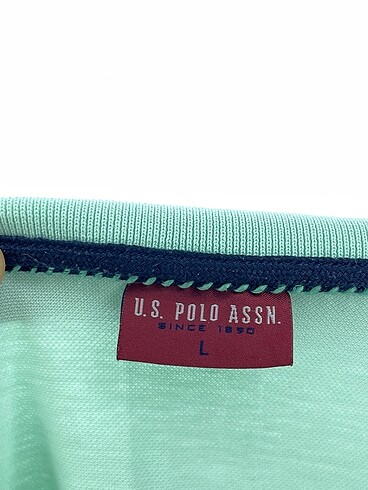 U.S. POLO ASSN.
SINCE 1890
L